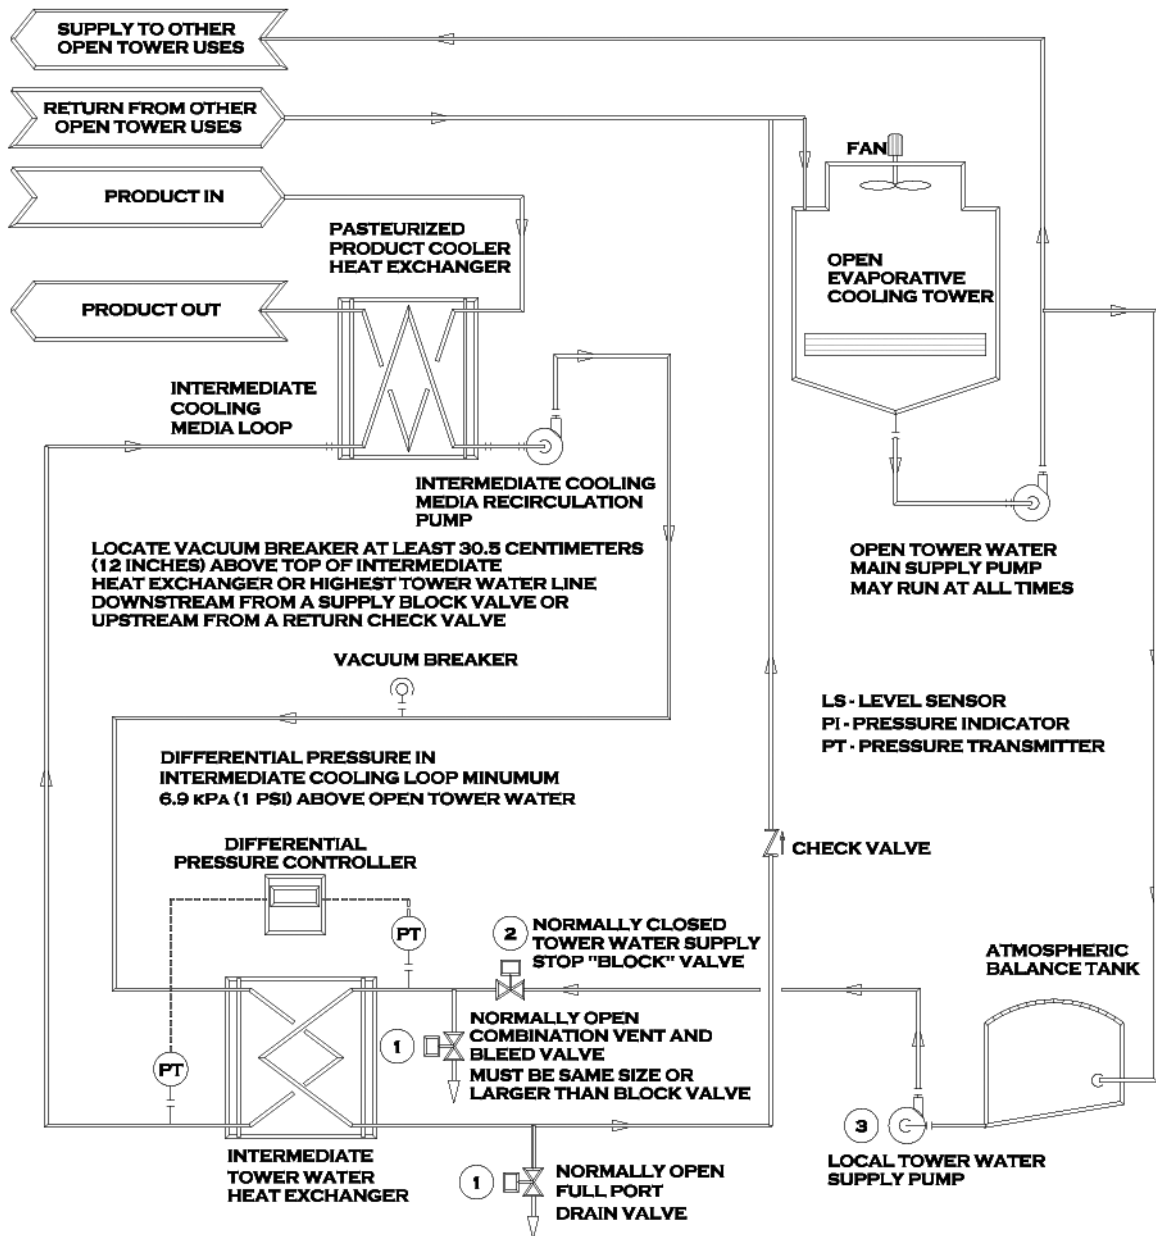 SUPPLY TO OTHER
OPEN TOWER USES
RETURN FROM OTHER
OPEN TOWER USES
PRODUCT IN
PRODUCT OUT
PASTEURIZED
PRODUCT COOLER
HEAT EXCHANGER
FAN
OPEN
EVAPORATIVE
COOLING TOWER
INTERMEDIATE
COOLING
MEDIA LOOP
INTERMEDIATE COOLING
MEDIA RECIRCULATION
PUMP
OPEN TOWER WATER
MAIN SUPPLY PUMP
MAY RUN AT ALL TIMES
LOCATE VACUUM BREAKER AT LEAST 30.5 CENTIMETERS
(12 INCHES) ABOVE TOP OF INTERMEDIATE
HEAT EXCHANGER OR HIGHEST TOWER WATER LINE
DOWNSTREAM FROM A SUPPLY BLOCK VALVE OR
UPSTREAM FROM A RETURN CHECK VALVE
VACUUM BREAKER
LS - LEVEL SENSOR
PI - PRESSURE INDICATOR
PT - PRESSURE TRANSMITTER
DIFFERENTIAL PRESSURE IN
INTERMEDIATE COOLING LOOP MINUMUM
6.9 KPA (1 PSI) ABOVE OPEN TOWER WATER
DIFFERENTIAL
PRESSURE CONTROLLER
CHECK VALVE
PT
2
NORMALLY CLOSED
TOWER WATER SUPPLY
STOP "BLOCK" VALVE
ATMOSPHERIC
BALANCE TANK
1
NORMALLY OPEN
COMBINATION VENT AND
BLEED VALVE
MUST BE SAME SIZE OR
LARGER THAN BLOCK VALVE
PT
3
LOCAL TOWER WATER
SUPPLY PUMP
INTERMEDIATE
TOWER WATER
HEAT EXCHANGER
1
NORMALLY OPEN
FULL PORT
DRAIN VALVE